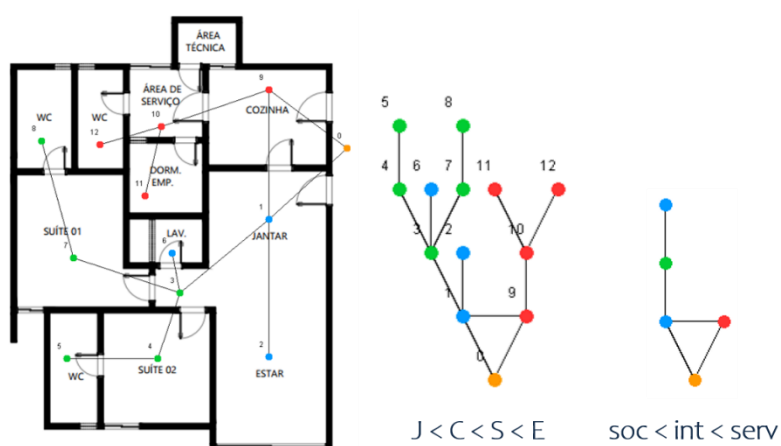 ÁREA
TÉCNICA
WC
8
WC
12
ÁREA DE
SERVIÇO
10
9
COZINHA
0
DORM.
EMP.
11
1
JANTAR
SUÍTE 01
7
LAV.
6
3
2
ESTAR
5
WC
4
SUÍTE 02
5
8
4
6
7
11
12
3
2
10
1
9
0
J < C < S < E
soc < int < serv